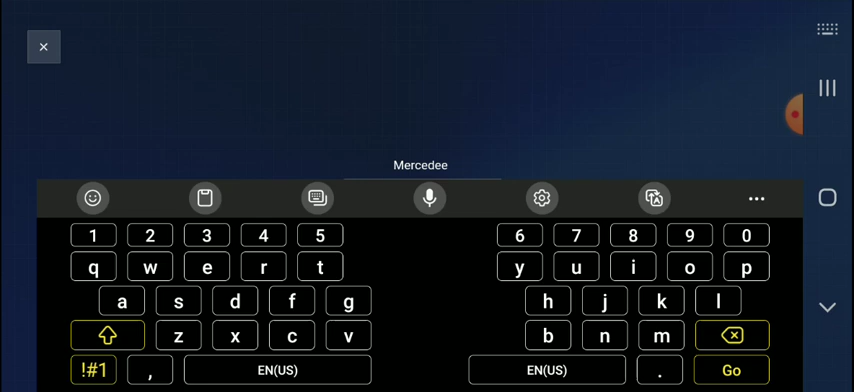 ×
Mercedee
1 2 3 4 5 6 7 8 9 0
q w e r t y u i o p
a s d f g h j k l
z x c v b n m
!#1 , EN(US) EN(US) . Go